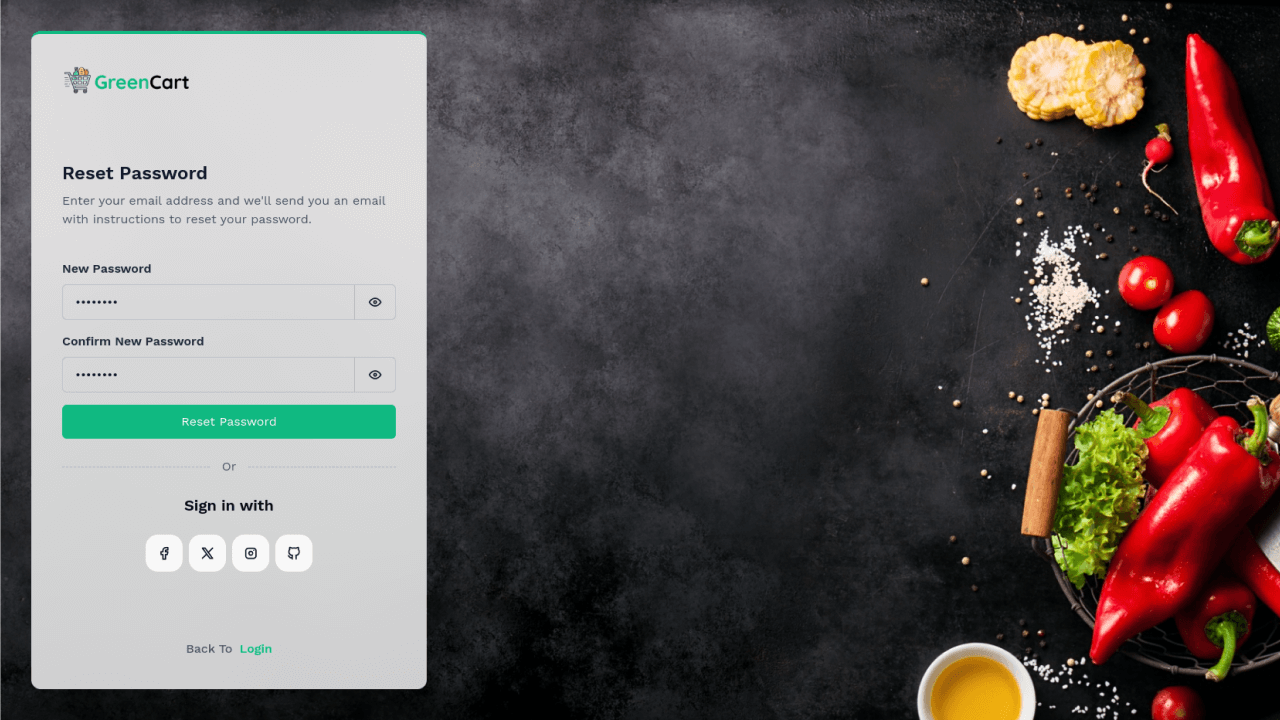 GreenCart
Reset Password
Enter your email address and we'll send you an email
with instructions to reset your password.
New Password
••••••••
Confirm New Password
••••••••
Reset Password
Or
Sign in with
Back To Login